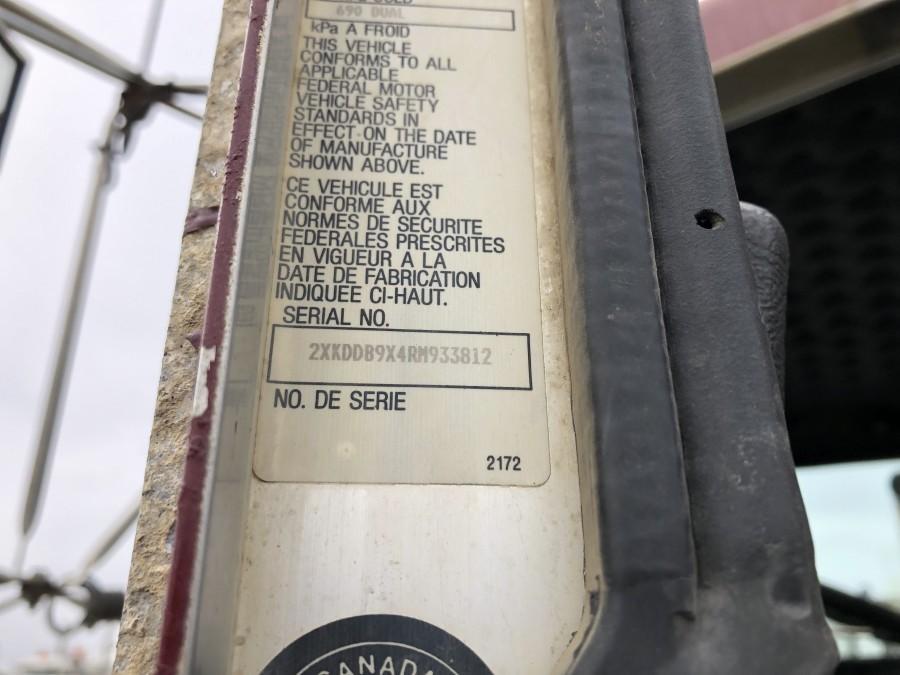 690 DUAL
kPa A FROID
THIS VEHICLE
CONFORMS TO ALL
APPLICABLE
FEDERAL MOTOR
VEHICLE SAFETY
STANDARDS IN
EFFECT ON THE DATE
OF MANUFACTURE
SHOWN ABOVE.
CE VEHICULE EST
CONFORME AUX
NORMES DE SECURITE
FEDERALES PRESCRITES
EN VIGUEUR A LA
DATE DE FABRICATION
INDIQUEE CI-HAUT.
SERIAL NO.
2XKDDB9X4RM933812
NO. DE SERIE
2172
CANADA